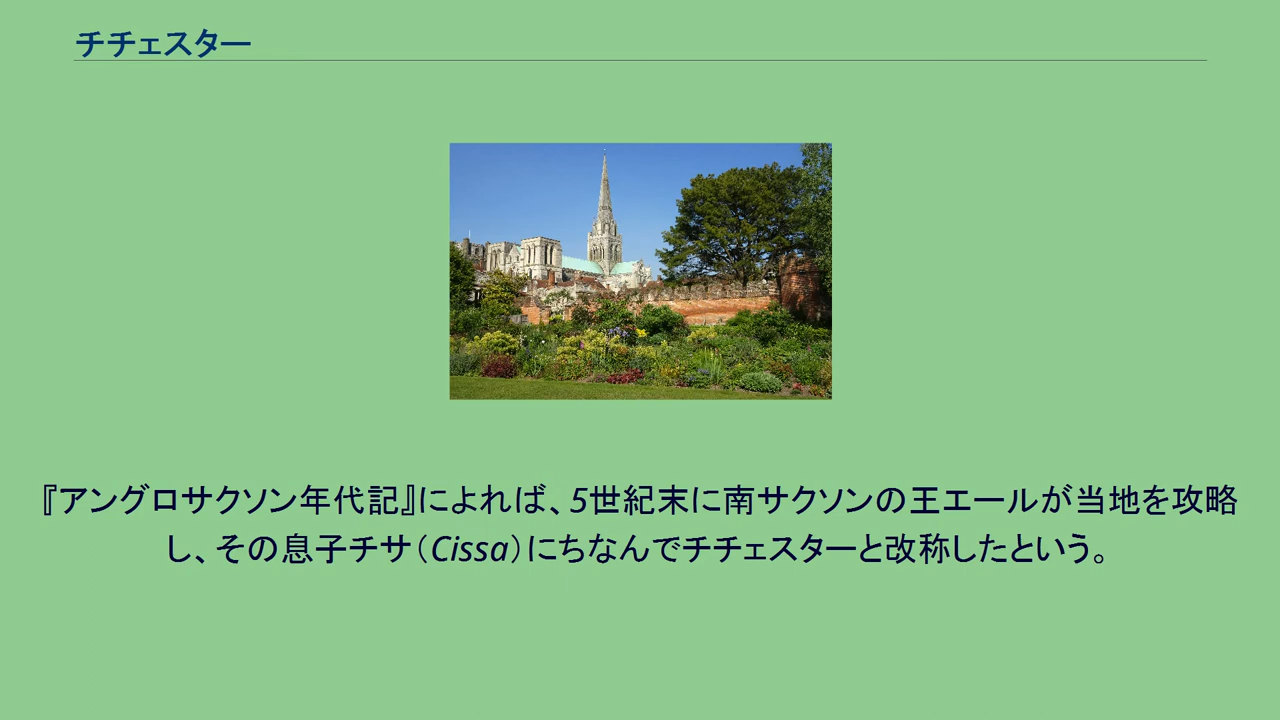 チチェスター
『アングロサクソン年代記』によれば、5世紀末に南サクソンの王エールが当地を攻略
し、その息子チサ（Cissa）にちなんでチチェスターと改称したという。